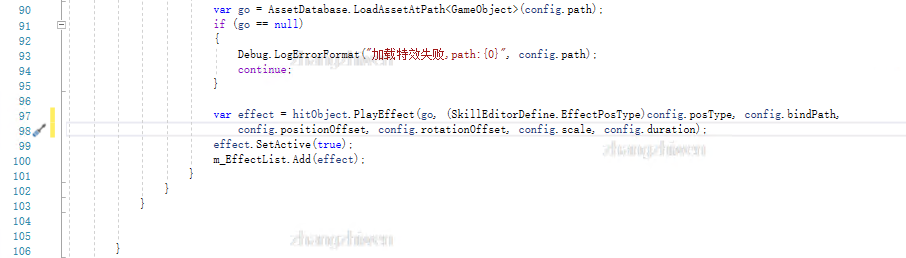 90 var go = AssetDatabase.LoadAssetAtPath<GameObject>(config.path);
91 if (go == null)
92 {
93 Debug.LogErrorFormat("加载特效失败,path:{0}", config.path);
94 continue;
95 }
96
97 var effect = hitObject.PlayEffect(go, (SkillEditorDefine.EffectPosType)config.posType, config.bindPath,
98 config.positionOffset, config.rotationOffset, config.scale, config.duration);
99 effect.SetActive(true);
zhangzhiwen
100 m_EffectList.Add(effect);
101 }
102 }
103 }
104
105
zhangzhiwen
106 }
zhangzhiwen